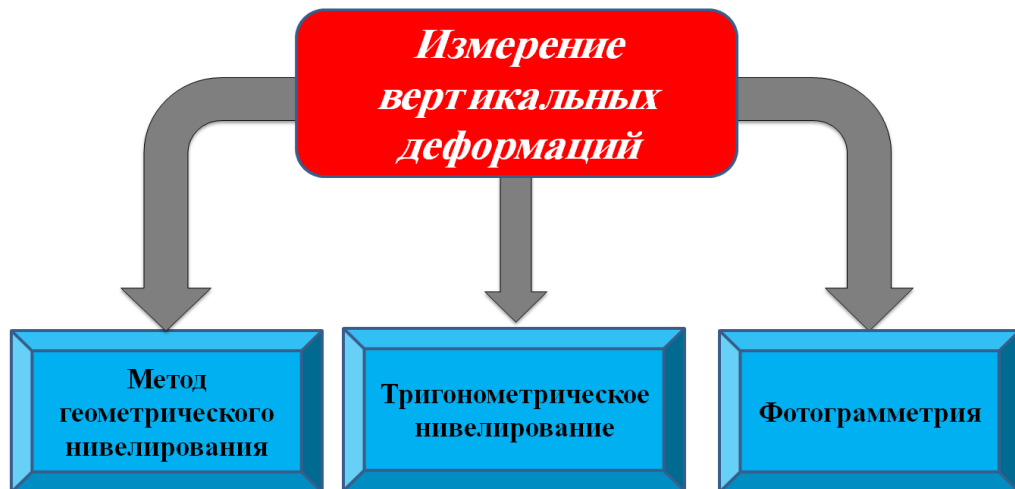 Измерение
вертикальных
деформаций
Метод
геометрического
нивелирования
Тригонометрическое
нивелирование
Фотограмметрия